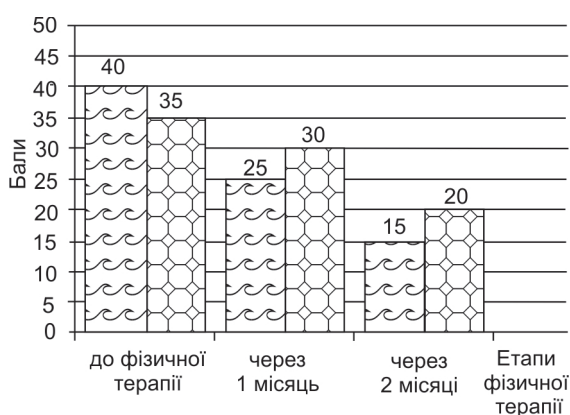 Бали
50
45
40
35
30
25
20
15
10
5
0
40
35
25
30
15
20
до фізичної
терапії
через
1 місяць
через
2 місяці
Етапи
фізичної
терапії